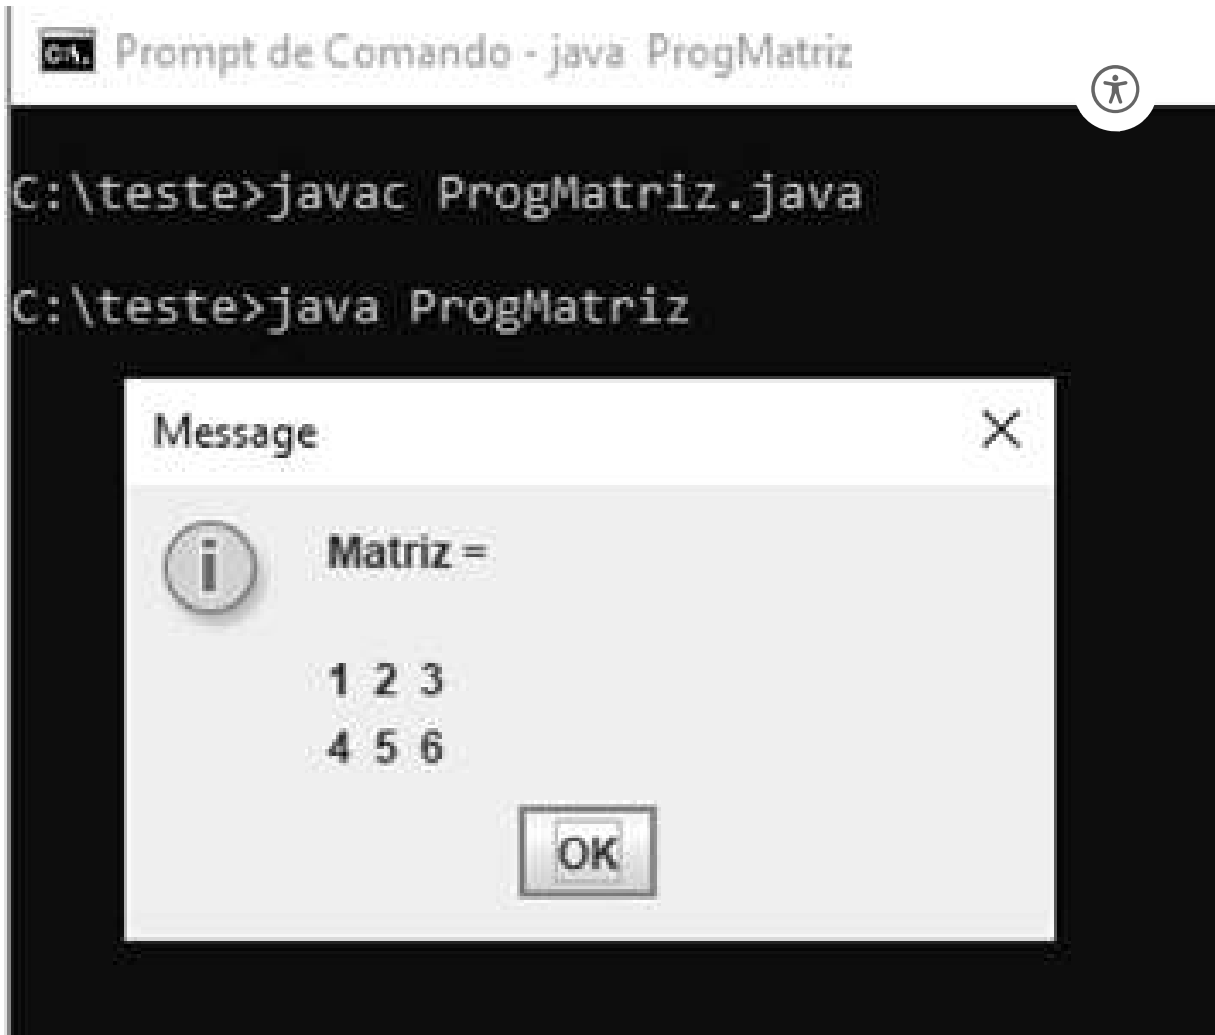 Prompt de Comando - java ProgMatriz
C:\teste>javac ProgMatriz.java
C:\teste>java ProgMatriz
Message
Matriz =
1 2 3
4 5 6
OK